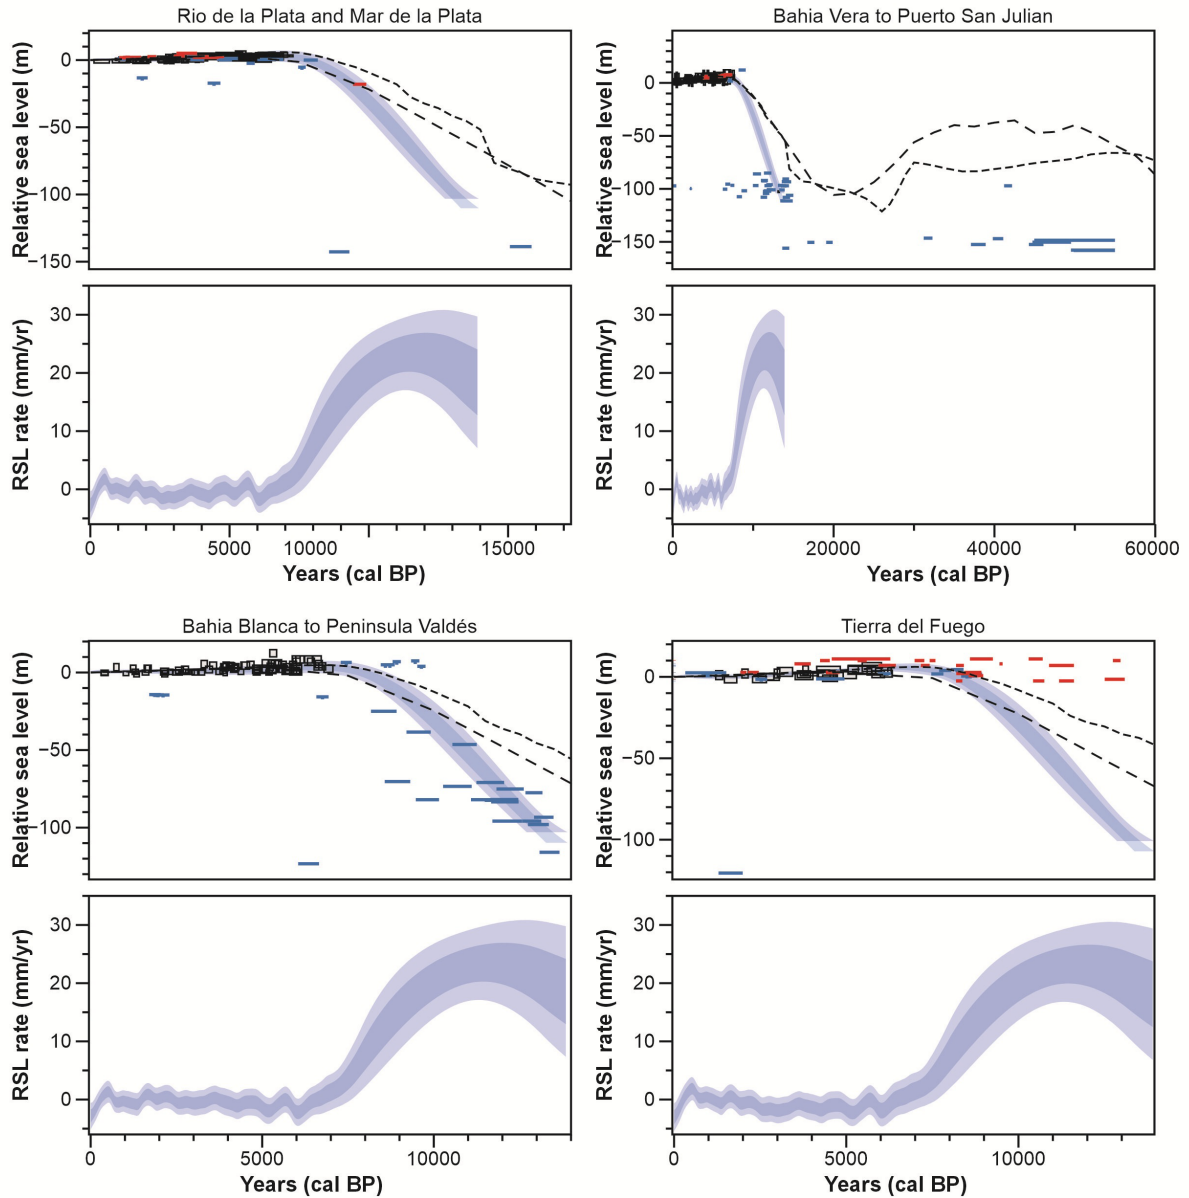 Rio de la Plata and Mar de la Plata
Relative sea level (m)
0
−50
−100
−150
RSL rate (mm/yr)
30
20
10
0
0 5000 10000 15000
Years (cal BP)
Bahia Vera to Puerto San Julian
Relative sea level (m)
0
−50
−100
−150
RSL rate (mm/yr)
30
20
10
0
0 20000 40000 60000
Years (cal BP)
Bahia Blanca to Peninsula Valdés
Relative sea level (m)
0
−50
−100
RSL rate (mm/yr)
30
20
10
0
0 5000 10000
Years (cal BP)
Tierra del Fuego
Relative sea level (m)
0
−50
−100
RSL rate (mm/yr)
30
20
10
0
0 5000 10000
Years (cal BP)